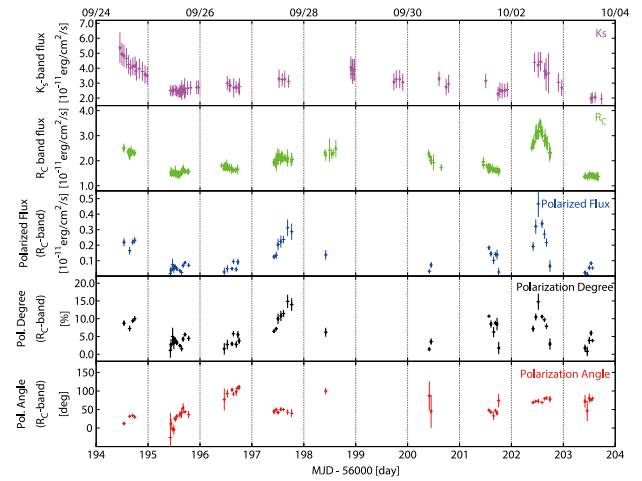 09/24 09/26 09/28 09/30 10/02 10/04
Ks-band flux
[10-11erg/cm2/s]
7.0
6.0
5.0
4.0
3.0
2.0
Ks
RC-band flux
[10-11erg/cm2/s]
4.0
3.0
2.0
1.0
RC
Polarized Flux
(RC-band)
[10-11erg/cm2/s]
0.5
0.4
0.3
0.2
0.1
Polarized Flux
Pol. Degree
(RC-band)
[%]
20.0
15.0
10.0
5.0
0.0
Polarization Degree
Pol. Angle
(RC-band)
[deg]
150
100
50
0
Polarization Angle
194 195 196 197 198 199 200 201 202 203 204
MJD - 56000 [day]